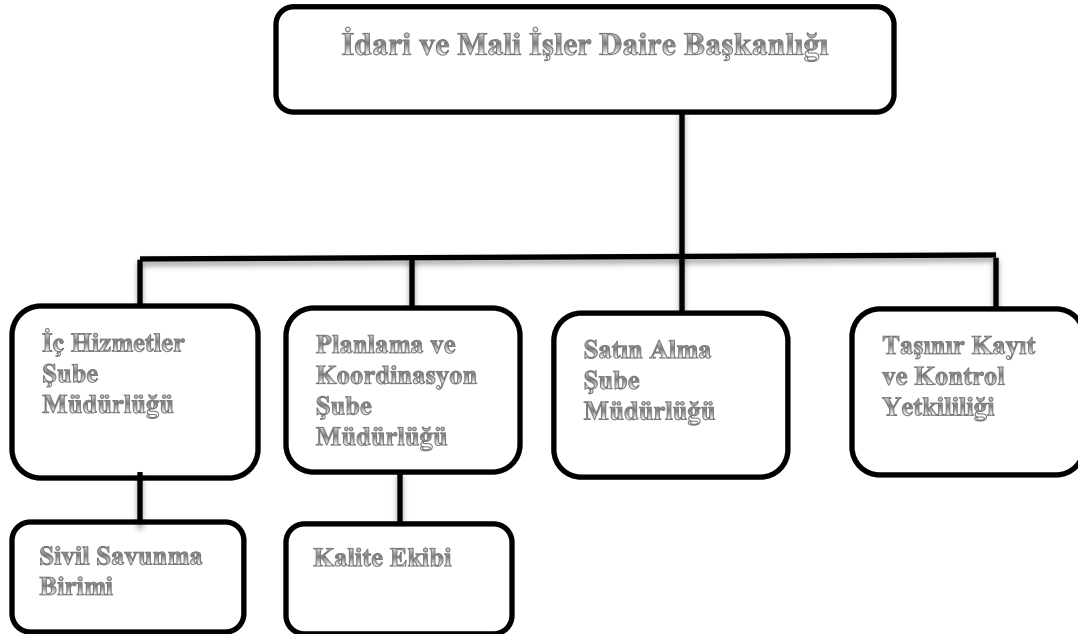 İdari ve Mali İşler Daire Başkanlığı
İç Hizmetler
Şube
Müdürlüğü
Planlama ve
Koordinasyon
Şube
Müdürlüğü
Satın Alma
Şube
Müdürlüğü
Taşınır Kayıt
ve Kontrol
Yetkililiği
Sivil Savunma
Birimi
Kalite Ekibi